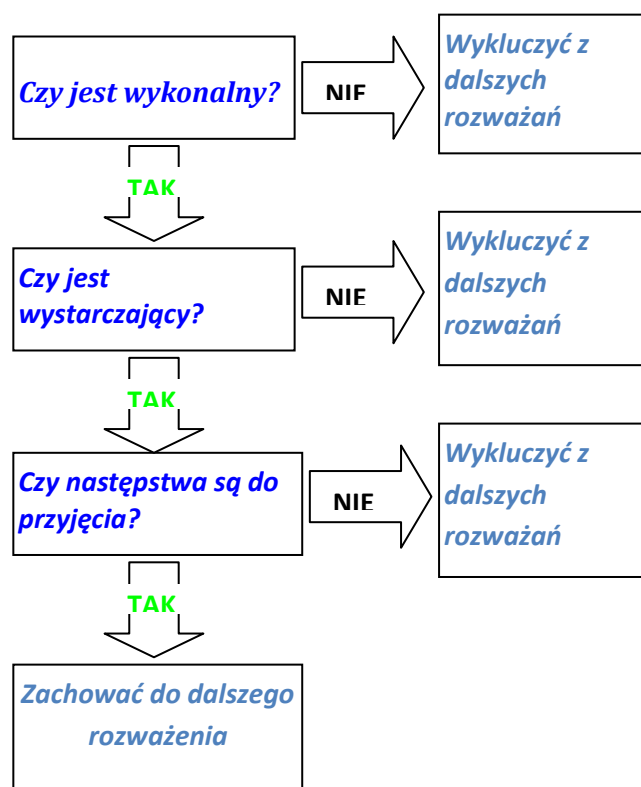 Czy jest wykonalny?
NIE
Wykluczyć z
dalszych
rozważań
TAK
Czy jest
wystarczający?
NIE
Wykluczyć z
dalszych
rozważań
TAK
Czy następstwa są do
przyjęcia?
NIE
Wykluczyć z
dalszych
rozważań
TAK
Zachować do dalszego
rozważenia